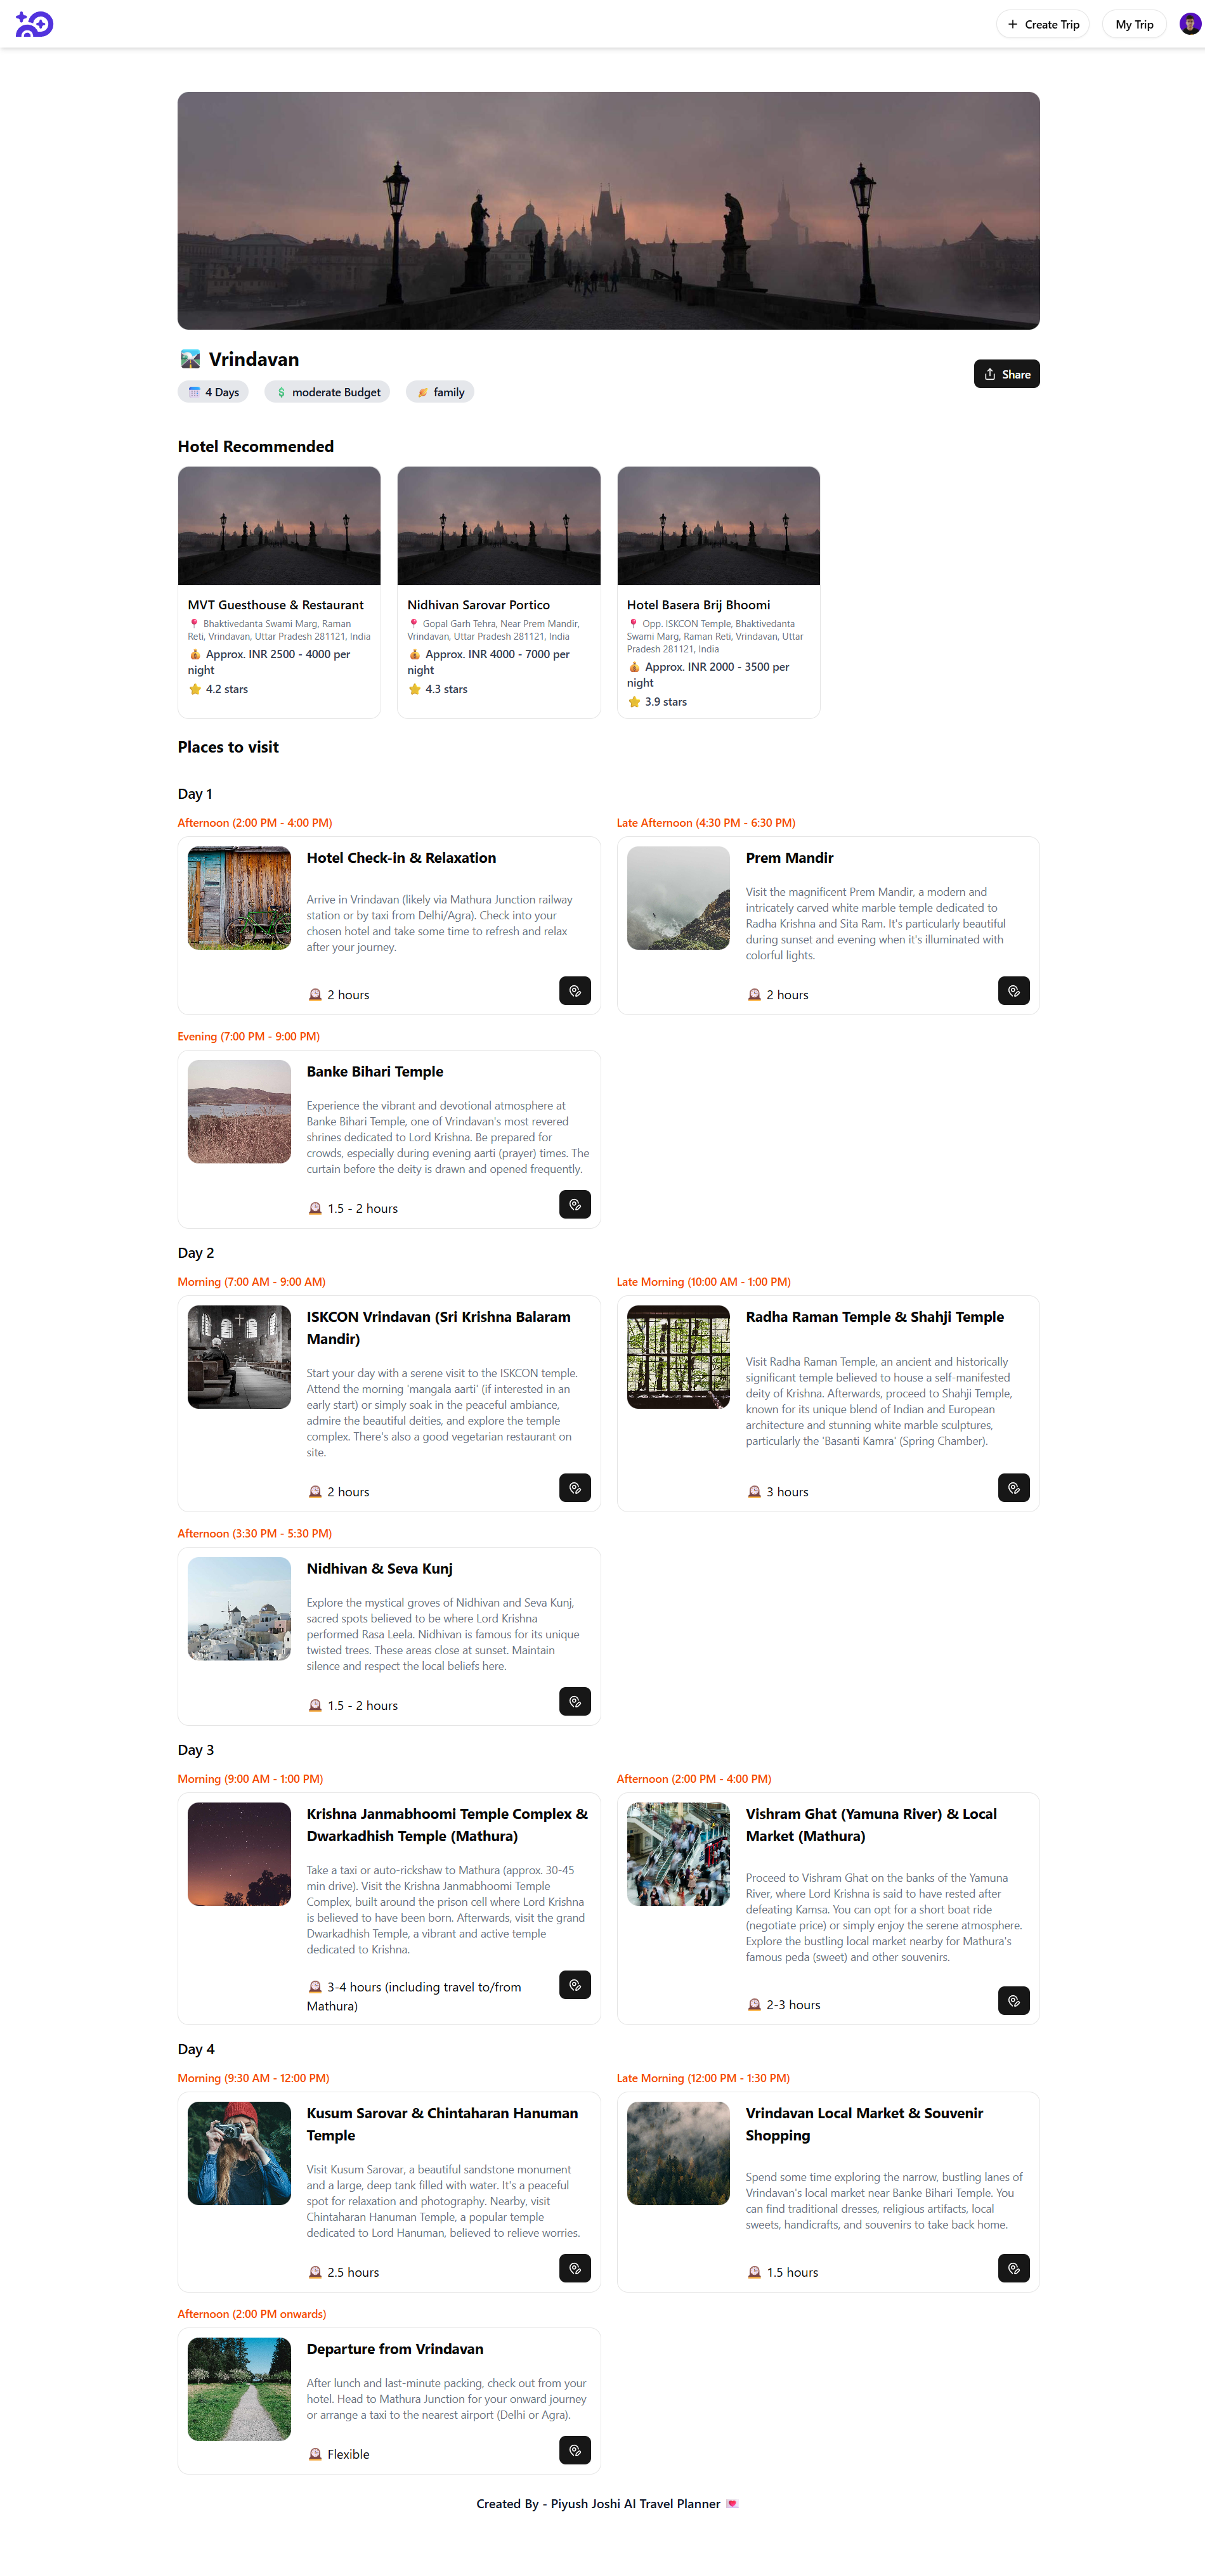 Create Trip
My Trip
Vrindavan
4 Days
moderate Budget
family
Share
Hotel Recommended
MVT Guesthouse & Restaurant
Bhaktivedanta Swami Marg, Raman
Reti, Vrindavan, Uttar Pradesh 281121, India
Approx. INR 2500 - 4000 per
night
4.2 stars
Nidhivan Sarovar Portico
Gopal Garh Tehra, Near Prem Mandir,
Vrindavan, Uttar Pradesh 281121, India
Approx. INR 4000 - 7000 per
night
4.3 stars
Hotel Basera Brij Bhoomi
Opp. ISKCON Temple, Bhaktivedanta
Swami Marg, Raman Reti, Vrindavan, Uttar
Pradesh 281121, India
Approx. INR 2000 - 3500 per
night
3.9 stars
Places to visit
Day 1
Afternoon (2:00 PM - 4:00 PM)
Hotel Check-in & Relaxation
Arrive in Vrindavan (likely via Mathura Junction railway
station or by taxi from Delhi/Agra). Check into your
chosen hotel and take some time to refresh and relax
after your journey.
2 hours
Late Afternoon (4:30 PM - 6:30 PM)
Prem Mandir
Visit the magnificent Prem Mandir, a modern and
intricately carved white marble temple dedicated to
Radha Krishna and Sita Ram. It's particularly beautiful
during sunset and evening when it's illuminated with
colorful lights.
2 hours
Evening (7:00 PM - 9:00 PM)
Banke Bihari Temple
Experience the vibrant and devotional atmosphere at
Banke Bihari Temple, one of Vrindavan's most revered
shrines dedicated to Lord Krishna. Be prepared for
crowds, especially during evening aarti (prayer) times. The
curtain before the deity is drawn and opened frequently.
1.5 - 2 hours
Day 2
Morning (7:00 AM - 9:00 AM)
ISKCON Vrindavan (Sri Krishna Balaram
Mandir)
Start your day with a serene visit to the ISKCON temple.
Attend the morning 'mangala aarti' (if interested in an
early start) or simply soak in the peaceful ambiance,
admire the beautiful deities, and explore the temple
complex. There's also a good vegetarian restaurant on
site.
2 hours
Late Morning (10:00 AM - 1:00 PM)
Radha Raman Temple & Shahji Temple
Visit Radha Raman Temple, an ancient and historically
significant temple believed to house a self-manifested
deity of Krishna. Afterwards, proceed to Shahji Temple,
known for its unique blend of Indian and European
architecture and stunning white marble sculptures,
particularly the 'Basanti Kamra' (Spring Chamber).
3 hours
Afternoon (3:30 PM - 5:30 PM)
Nidhivan & Seva Kunj
Explore the mystical groves of Nidhivan and Seva Kunj,
sacred spots believed to be where Lord Krishna
performed Rasa Leela. Nidhivan is famous for its unique
twisted trees. These areas close at sunset. Maintain
silence and respect the local beliefs here.
1.5 - 2 hours
Day 3
Morning (9:00 AM - 1:00 PM)
Krishna Janmabhoomi Temple Complex &
Dwarkadhish Temple (Mathura)
Take a taxi or auto-rickshaw to Mathura (approx. 30-45
min drive). Visit the Krishna Janmabhoomi Temple
Complex, built around the prison cell where Lord Krishna
is believed to have been born. Afterwards, visit the grand
Dwarkadhish Temple, a vibrant and active temple
dedicated to Krishna.
3-4 hours (including travel to/from
Mathura)
Afternoon (2:00 PM - 4:00 PM)
Vishram Ghat (Yamuna River) & Local
Market (Mathura)
Proceed to Vishram Ghat on the banks of the Yamuna
River, where Lord Krishna is said to have rested after
defeating Kamsa. You can opt for a short boat ride
(negotiate price) or simply enjoy the serene atmosphere.
Explore the bustling local market nearby for Mathura's
famous peda (sweet) and other souvenirs.
2-3 hours
Day 4
Morning (9:30 AM - 12:00 PM)
Kusum Sarovar & Chintaharan Hanuman
Temple
Visit Kusum Sarovar, a beautiful sandstone monument
and a large, deep tank filled with water. It's a peaceful
spot for relaxation and photography. Nearby, visit
Chintaharan Hanuman Temple, a popular temple
dedicated to Lord Hanuman, believed to relieve worries.
2.5 hours
Late Morning (12:00 PM - 1:30 PM)
Vrindavan Local Market & Souvenir
Shopping
Spend some time exploring the narrow, bustling lanes of
Vrindavan's local market near Banke Bihari Temple. You
can find traditional dresses, religious artifacts, local
sweets, handicrafts, and souvenirs to take back home.
1.5 hours
Afternoon (2:00 PM onwards)
Departure from Vrindavan
After lunch and last-minute packing, check out from your
hotel. Head to Mathura Junction for your onward journey
or arrange a taxi to the nearest airport (Delhi or Agra).
Flexible
Created By - Piyush Joshi AI Travel Planner